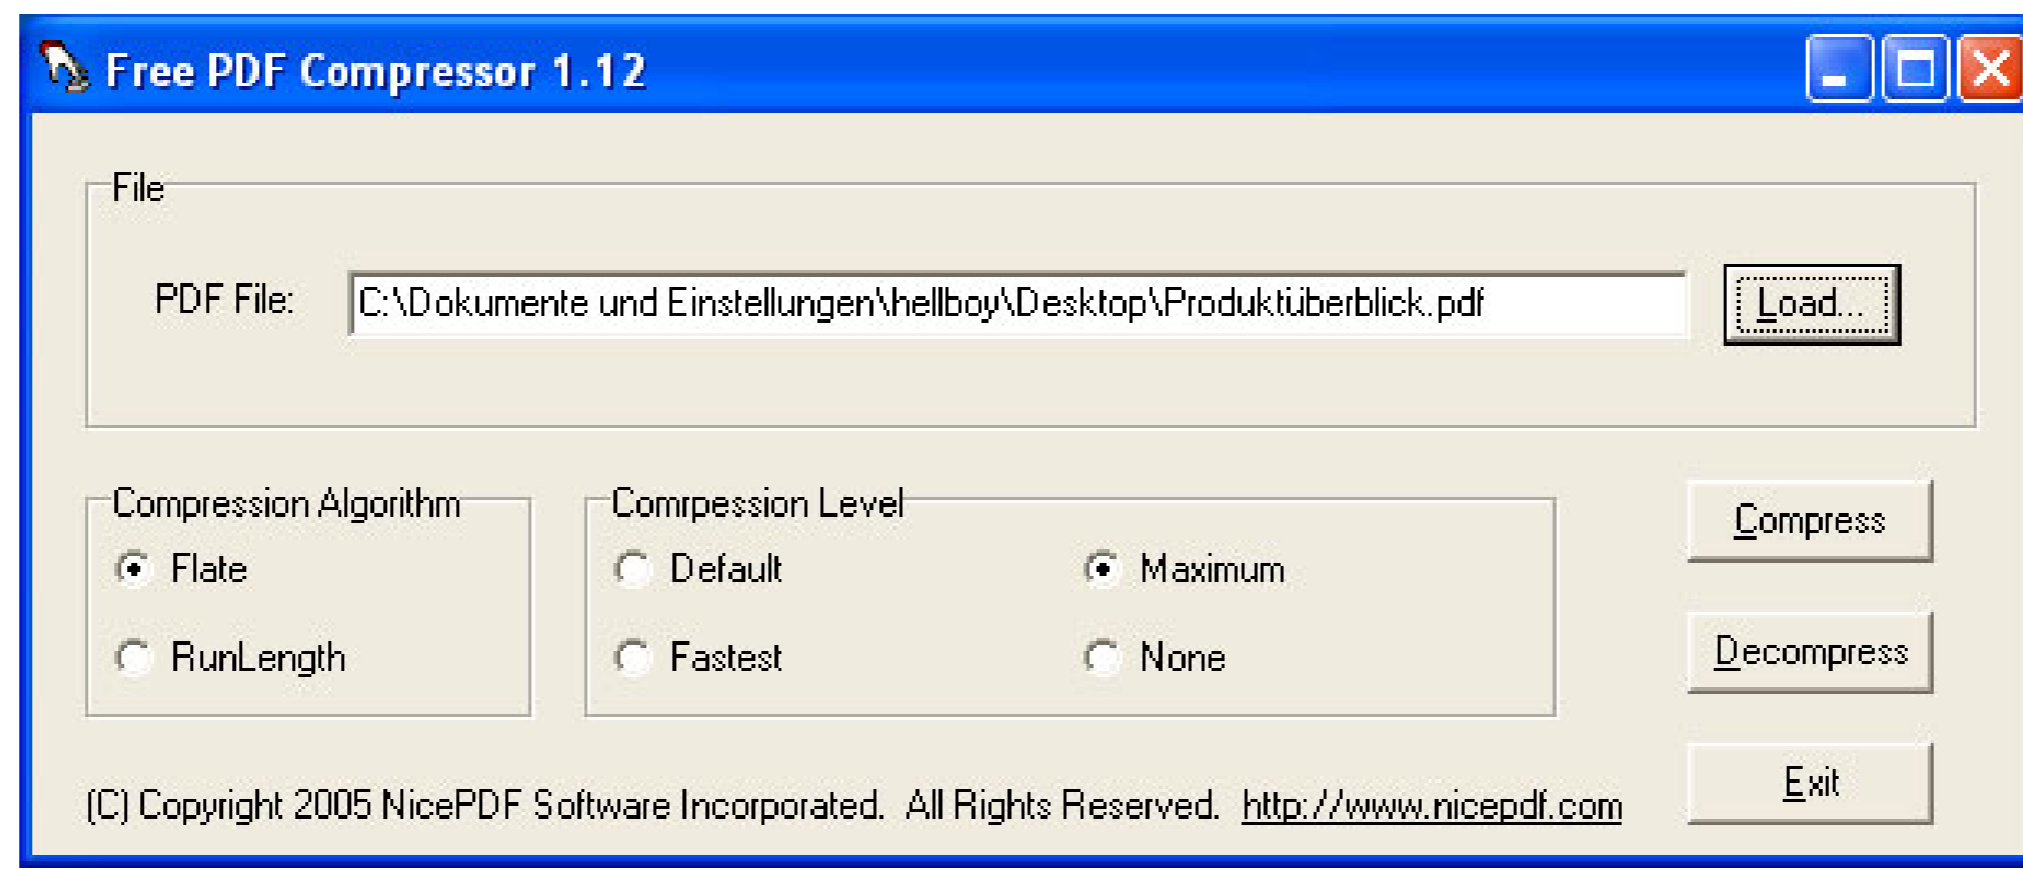 Free PDF Compressor 1.12
File
PDF File: C:\Dokumente und Einstellungen\hellboy\Desktop\Produktüberblick.pdf Load...
Compression Algorithm Comrpession Level
Compress
Flate Default Maximum
RunLength Fastest None
Decompress
Exit
(C) Copyright 2005 NicePDF Software Incorporated. All Rights Reserved. http://www.nicepdf.com